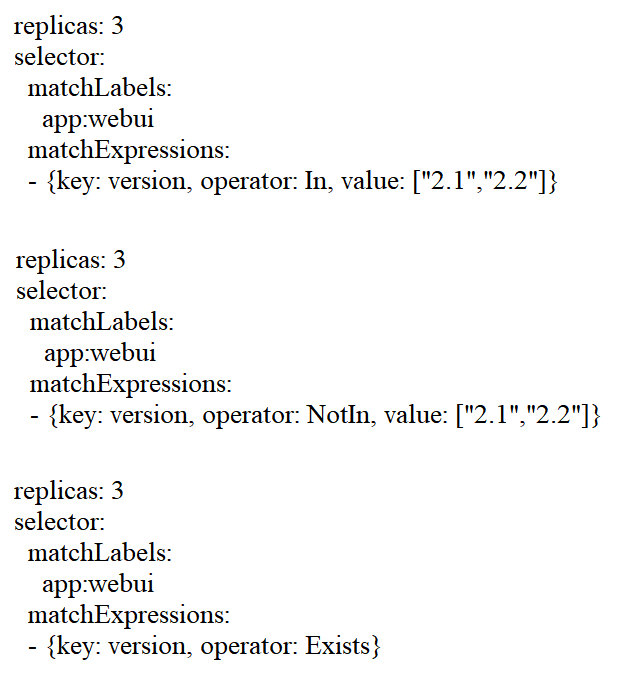 replicas: 3
selector:
matchLabels:
app:webui
matchExpressions:
- {key: version, operator: In, value: ["2.1","2.2"]}
replicas: 3
selector:
matchLabels:
app:webui
matchExpressions:
- {key: version, operator: NotIn, value: ["2.1","2.2"]}
replicas: 3
selector:
matchLabels:
app:webui
matchExpressions:
- {key: version, operator: Exists}